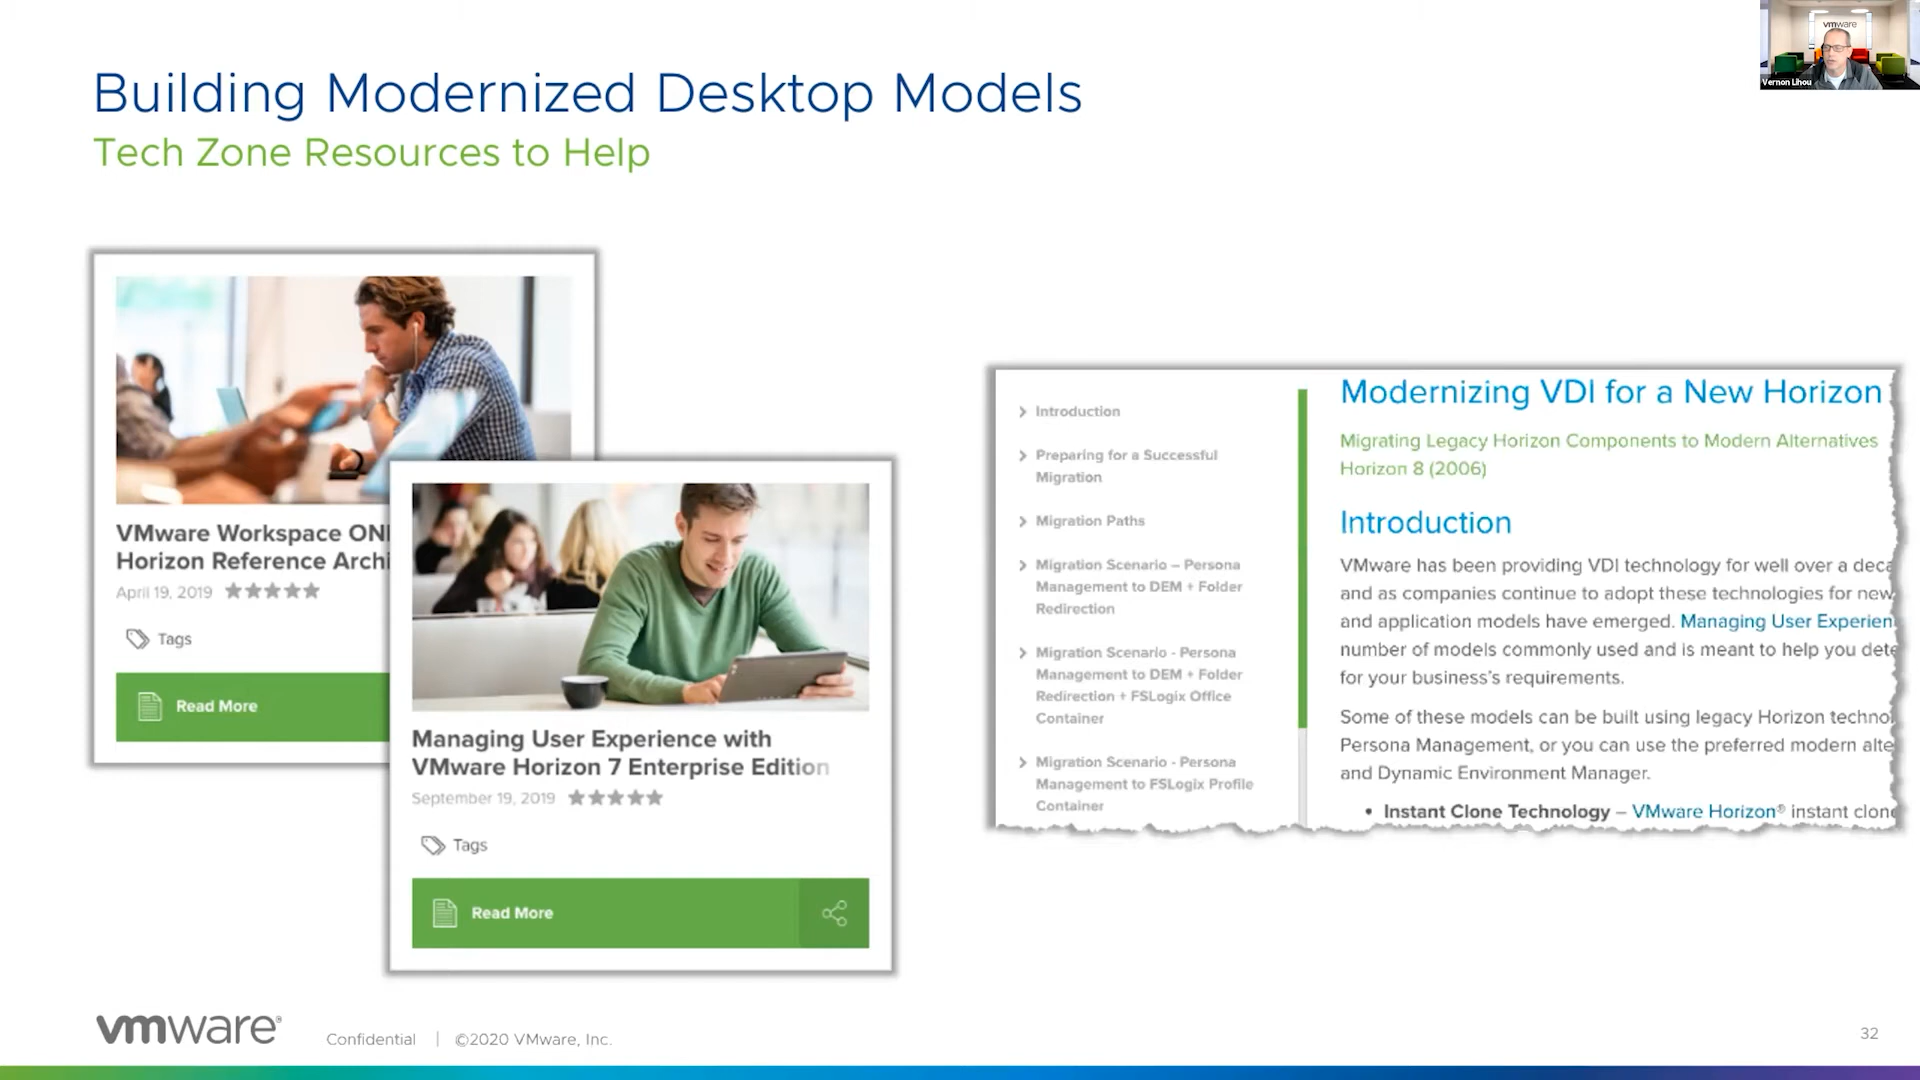 Building Modernized Desktop Models
Tech Zone Resources to Help
vmware
Vernon Lihou
VMware Workspace ONE
Horizon Reference Archi
April 19, 2019
Tags
Read More
Managing User Experience with
VMware Horizon 7 Enterprise Edition
September 19, 2019
Tags
Read More
Introduction
Preparing for a Successful
Migration
Migration Paths
Migration Scenario – Persona
Management to DEM + Folder
Redirection
Migration Scenario - Persona
Management to DEM + Folder
Redirection + FSLogix Office
Container
Migration Scenario - Persona
Management to FSLogix Profile
Container
Modernizing VDI for a New Horizon
Migrating Legacy Horizon Components to Modern Alternatives
Horizon 8 (2006)
Introduction
VMware has been providing VDI technology for well over a deca
and as companies continue to adopt these technologies for new
and application models have emerged. Managing User Experien
number of models commonly used and is meant to help you dete
for your business's requirements.
Some of these models can be built using legacy Horizon techno
Persona Management, or you can use the preferred modern alte
and Dynamic Environment Manager.
• Instant Clone Technology – VMware Horizon® instant clone
vmware®
Confidential | ©2020 VMware, Inc.
32